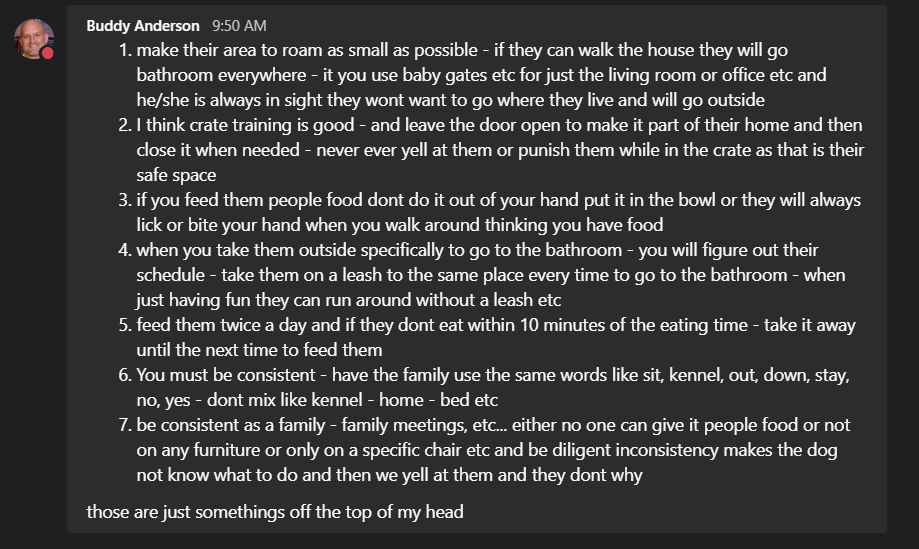 Buddy Anderson 9:50 AM
1. make their area to roam as small as possible - if they can walk the house they will go
bathroom everywhere - it you use baby gates etc for just the living room or office etc and
he/she is always in sight they wont want to go where they live and will go outside
2. I think crate training is good - and leave the door open to make it part of their home and then
close it when needed - never ever yell at them or punish them while in the crate as that is their
safe space
3. if you feed them people food dont do it out of your hand put it in the bowl or they will always
lick or bite your hand when you walk around thinking you have food
4. when you take them outside specifically to go to the bathroom - you will figure out their
schedule - take them on a leash to the same place every time to go to the bathroom - when
just having fun they can run around without a leash etc
5. feed them twice a day and if they dont eat within 10 minutes of the eating time - take it away
until the next time to feed them
6. You must be consistent - have the family use the same words like sit, kennel, out, down, stay,
no, yes - dont mix like kennel - home - bed etc
7. be consistent as a family - family meetings, etc... either no one can give it people food or not
on any furniture or only on a specific chair etc and be diligent inconsistency makes the dog
not know what to do and then we yell at them and they dont why
those are just somethings off the top of my head